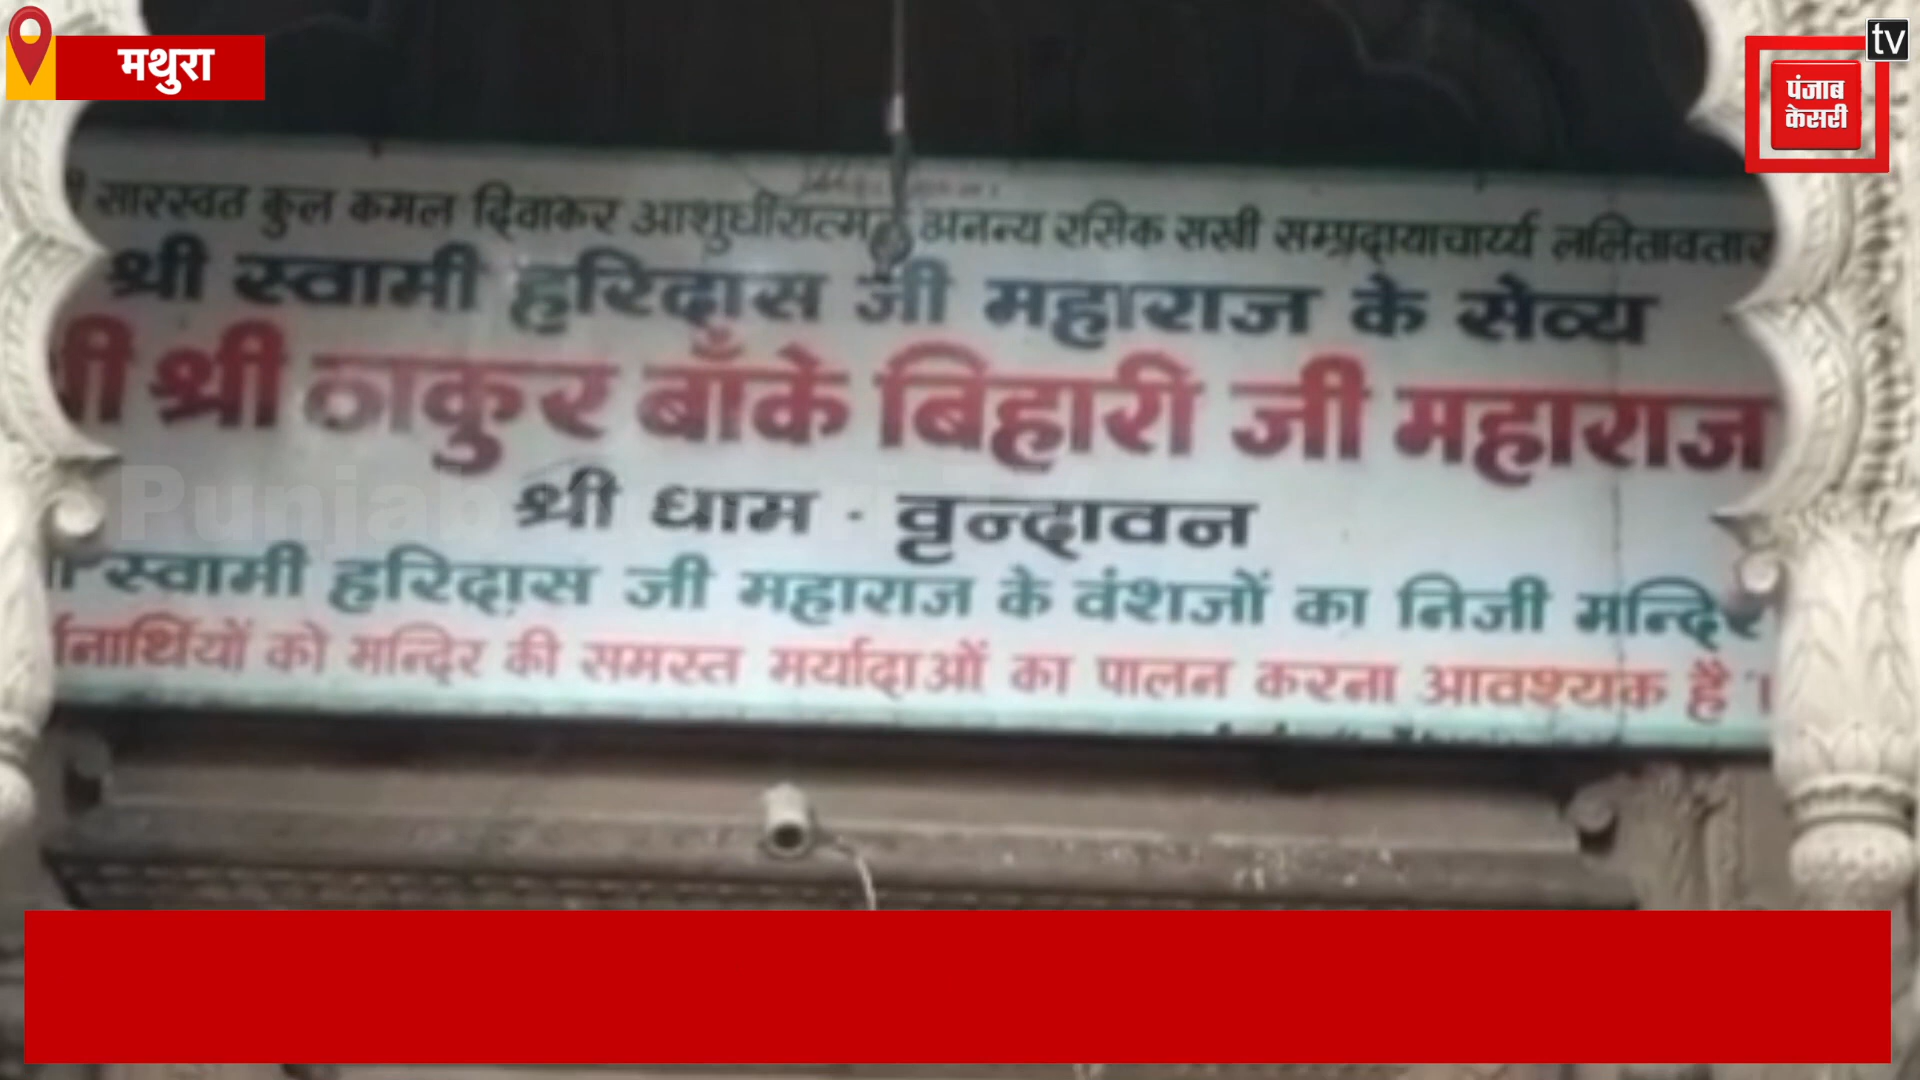 मथुरा
tv
पंजाब
केसरी
सारस्वत कुल कमल दिवाकर आशुधीरात्मज अनन्य रसिक सखी सम्प्रदायाचार्य्य ललितावतार
श्री स्वामी हरिदास जी महाराज के सेव्य
श्री ठाकुर बाँके बिहारी जी महाराज
श्री धाम - वृन्दावन
स्वामी हरिदास जी महाराज के वंशजों का निजी मन्दिर
को मन्दिर की समस्त मर्यादाओं का पालन करना आवश्यक है ।
Punjab